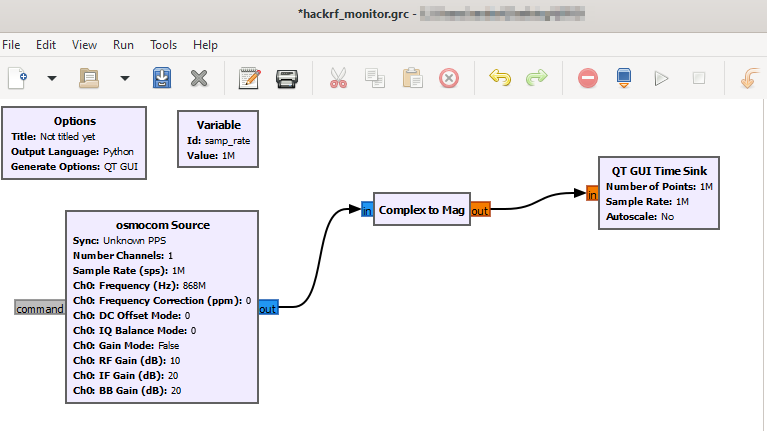 *hackrf_monitor.grc -
File Edit View Run Tools Help
Options
Title: Not titled yet
Output Language: Python
Generate Options: QT GUI
Variable
Id: samp_rate
Value: 1M
osmocom Source
Sync: Unknown PPS
Number Channels: 1
Sample Rate (sps): 1M
Ch0: Frequency (Hz): 868M
Ch0: Frequency Correction (ppm): 0
Ch0: DC Offset Mode: 0
Ch0: IQ Balance Mode: 0
Ch0: Gain Mode: False
Ch0: RF Gain (dB): 10
Ch0: IF Gain (dB): 20
Ch0: BB Gain (dB): 20
command
out
in
Complex to Mag
out
in
QT GUI Time Sink
Number of Points: 1M
Sample Rate: 1M
Autoscale: No